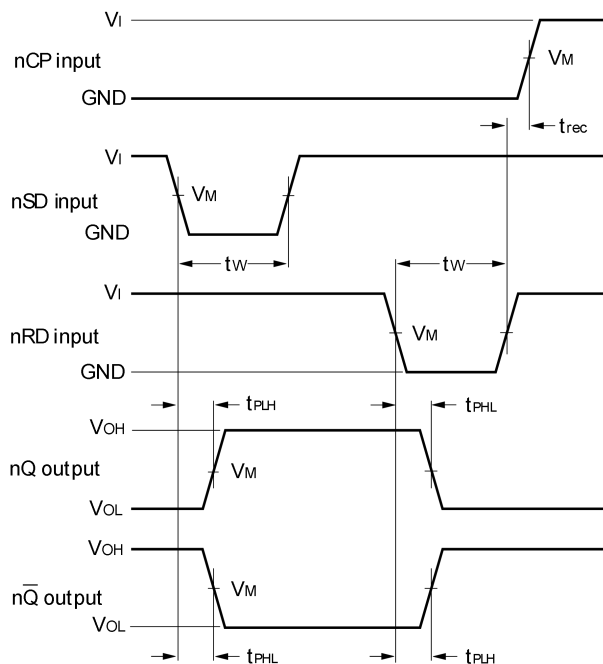 VI
nCP input
VM
GND
trec
VI
nSD input
VM
GND
tW
tW
VI
nRD input
VM
GND
tPLH
tPHL
VOH
nQ output
VM
VOL
VOH
nQ̅ output
VM
VOL
tPHL
tPLH